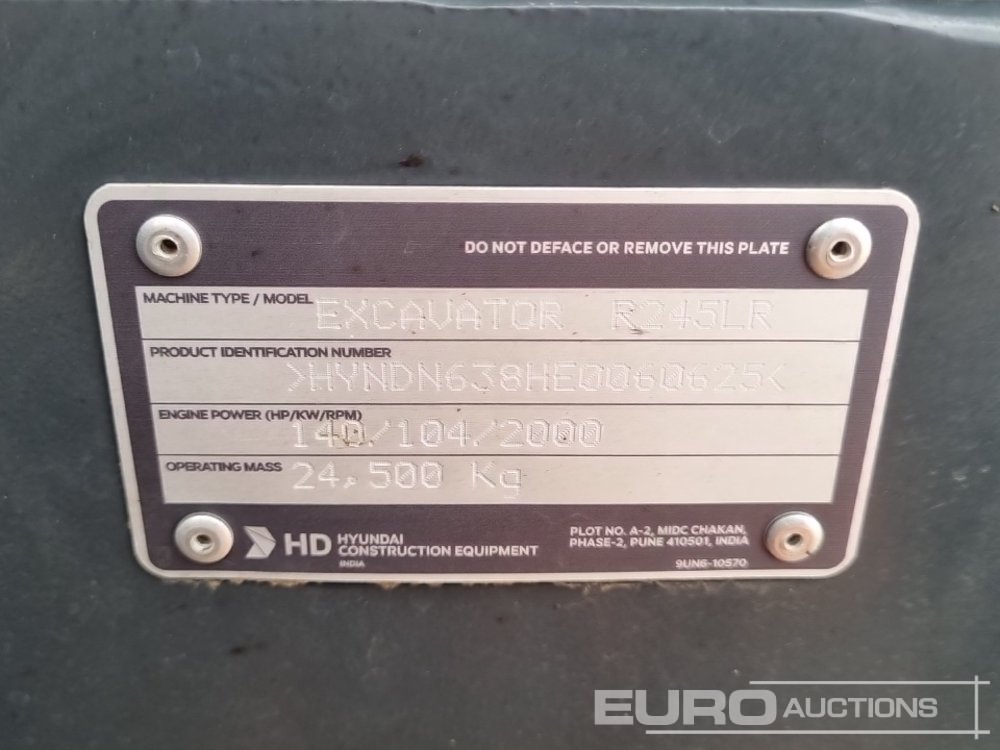 DO NOT DEFACE OR REMOVE THIS PLATE
MACHINE TYPE / MODEL EXCAVATOR R245LR
PRODUCT IDENTIFICATION NUMBER
>HYNDN638HE0060625<
ENGINE POWER (HP/KW/RPM) 140/104/2000
OPERATING MASS 24,500 Kg
HD HYUNDAI
CONSTRUCTION EQUIPMENT
INDIA
PLOT NO. A-2, MIDC CHAKAN,
PHASE-2, PUNE 410501, INDIA
9UN6-10570
EURO AUCTIONS